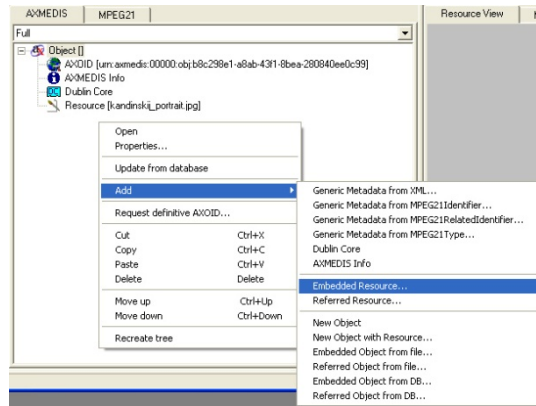 AXMEDIS MPEG21 Resource View
Full
Object []
AXOID [urn:axmedis:00000:obj:b8c298e1-a8ab-43f1-8bea-280840ee0c99]
AXMEDIS Info
Dublin Core
Resource [kandinskij_portrait.jpg]
Open
Properties...
Update from database
Add
Request definitive AXOID...
Cut Ctrl+X
Copy Ctrl+C
Paste Ctrl+V
Delete Delete
Move up Ctrl+Up
Move down Ctrl+Down
Recreate tree
Generic Metadata from XML...
Generic Metadata from MPEG21Identifier...
Generic Metadata from MPEG21RelatedIdentifier...
Generic Metadata from MPEG21Type...
Dublin Core
AXMEDIS Info
Embedded Resource...
Referred Resource...
New Object
New Object with Resource...
Embedded Object from file...
Referred Object from file...
Embedded Object from DB...
Referred Object from DB...